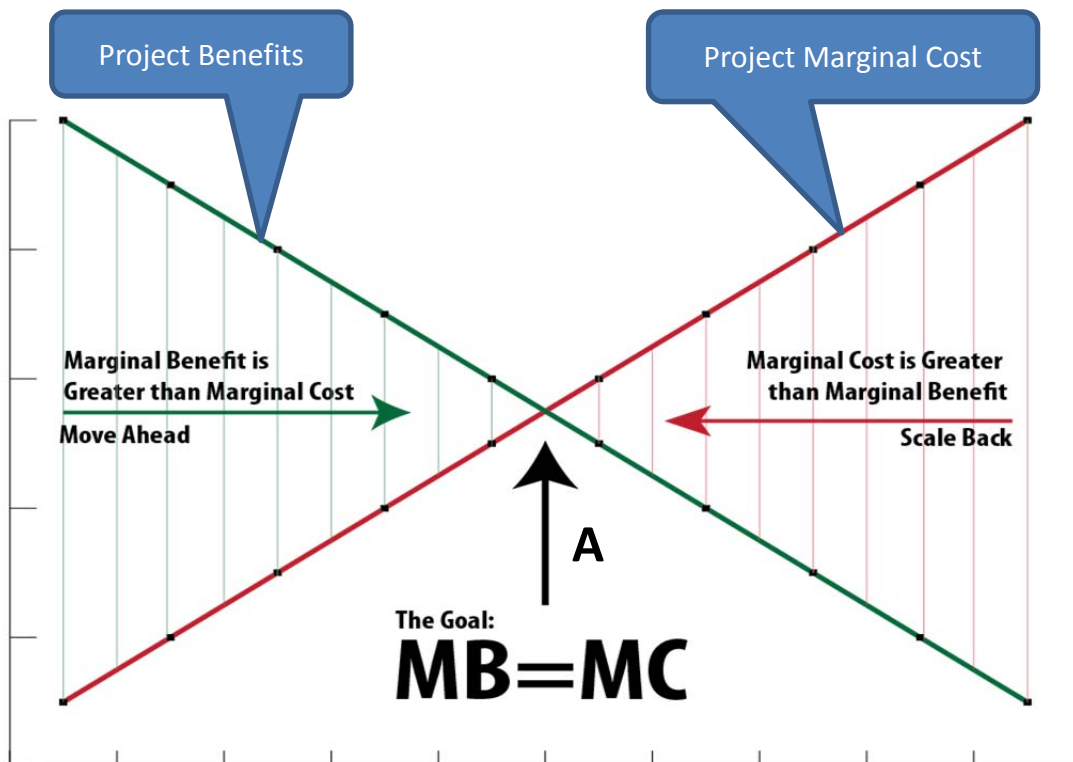 Project Benefits
Project Marginal Cost
Marginal Benefit is
Greater than Marginal Cost
Move Ahead
Marginal Cost is Greater
than Marginal Benefit
Scale Back
A
The Goal:
MB=MC